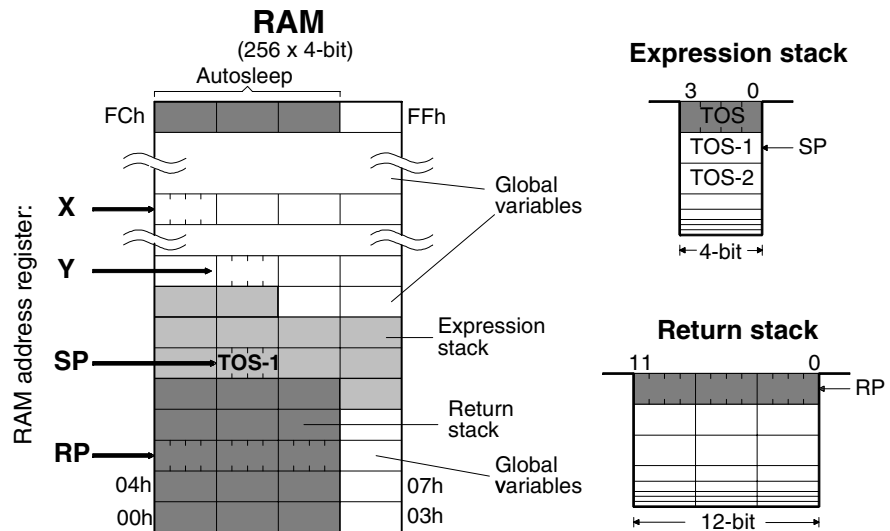 RAM
(256 x 4-bit)
Autosleep
FCh
FFh
Global
variables
X
Y
SP
TOS-1
RP
RAM address register:
Expression
stack
Return
stack
Global
variables
04h
07h
00h
03h
Expression stack
3 0
TOS
TOS-1
SP
TOS-2
4-bit
Return stack
11 0
RP
12-bit